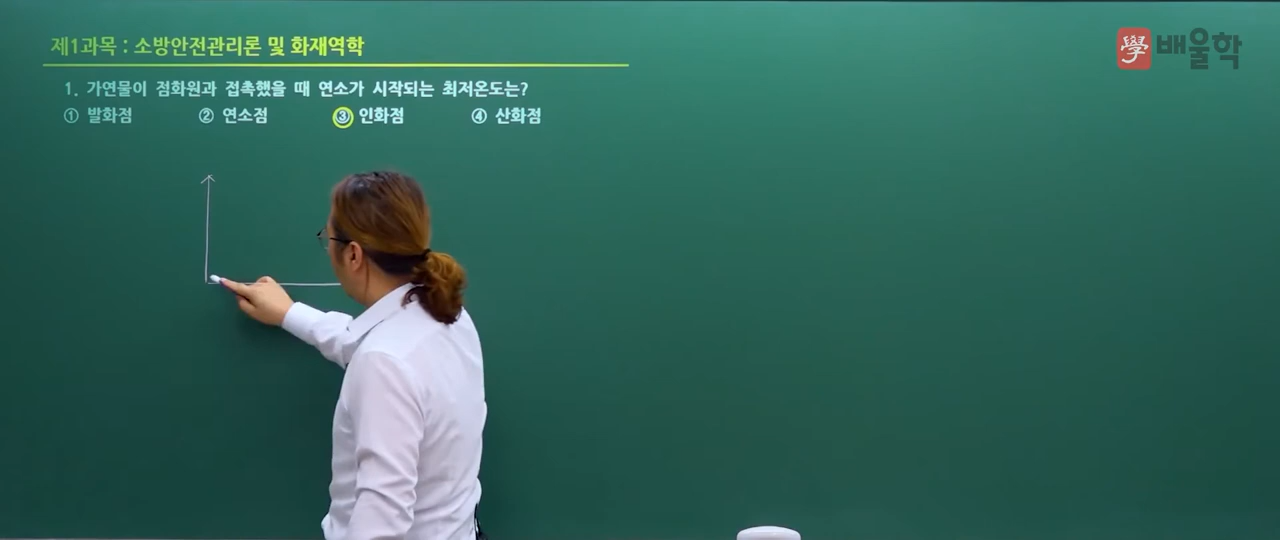 제1과목 : 소방안전관리론 및 화재역학
學 배울학
1. 가연물이 점화원과 접촉했을 때 연소가 시작되는 최저온도는?
① 발화점 ② 연소점 ③ 인화점 ④ 산화점